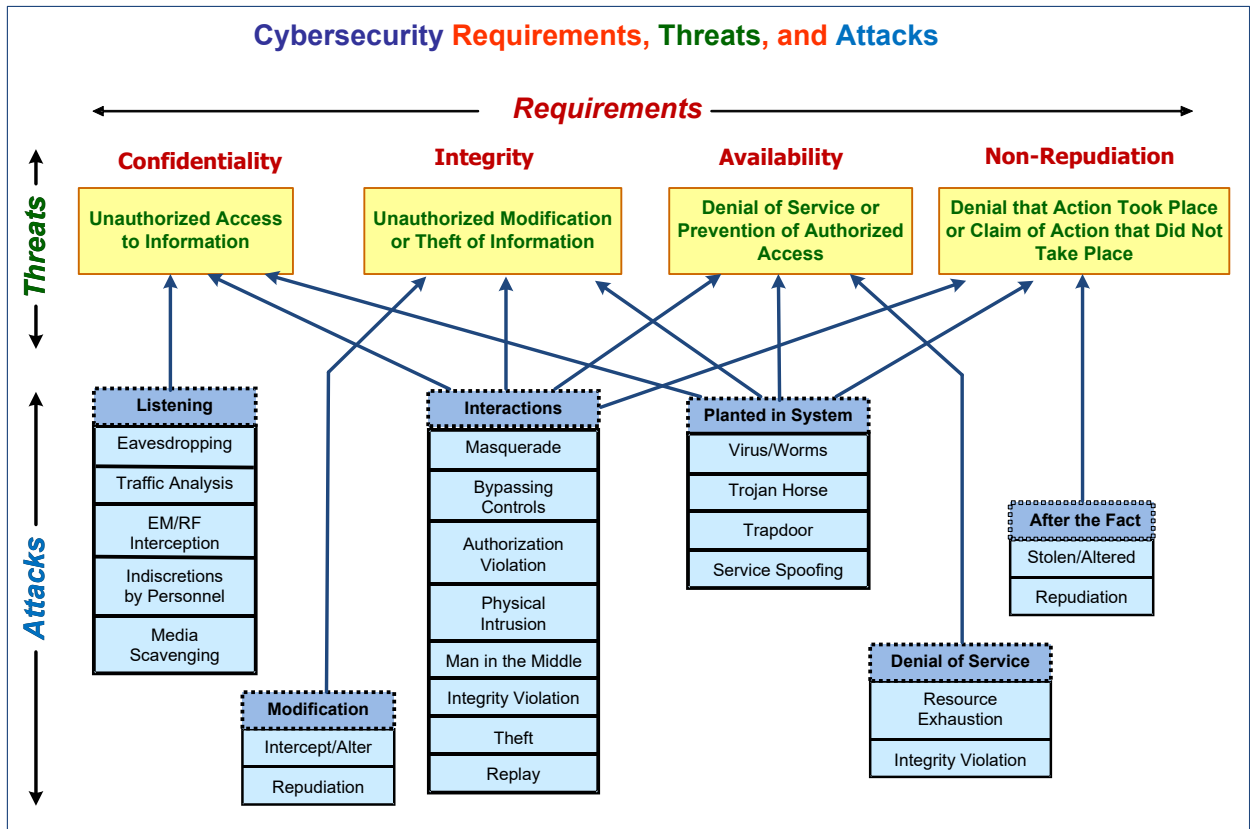 Cybersecurity Requirements, Threats, and Attacks
Requirements
Confidentiality
Integrity
Availability
Non-Repudiation
Threats
Unauthorized Access
to Information
Unauthorized Modification
or Theft of Information
Denial of Service or
Prevention of Authorized
Access
Denial that Action Took Place
or Claim of Action that Did Not
Take Place
Attacks
Listening
Eavesdropping
Traffic Analysis
EM/RF
Interception
Indiscretions
by Personnel
Media
Scavenging
Modification
Intercept/Alter
Repudiation
Interactions
Masquerade
Bypassing
Controls
Authorization
Violation
Physical
Intrusion
Man in the Middle
Integrity Violation
Theft
Replay
Planted in System
Virus/Worms
Trojan Horse
Trapdoor
Service Spoofing
Denial of Service
Resource
Exhaustion
Integrity Violation
After the Fact
Stolen/Altered
Repudiation